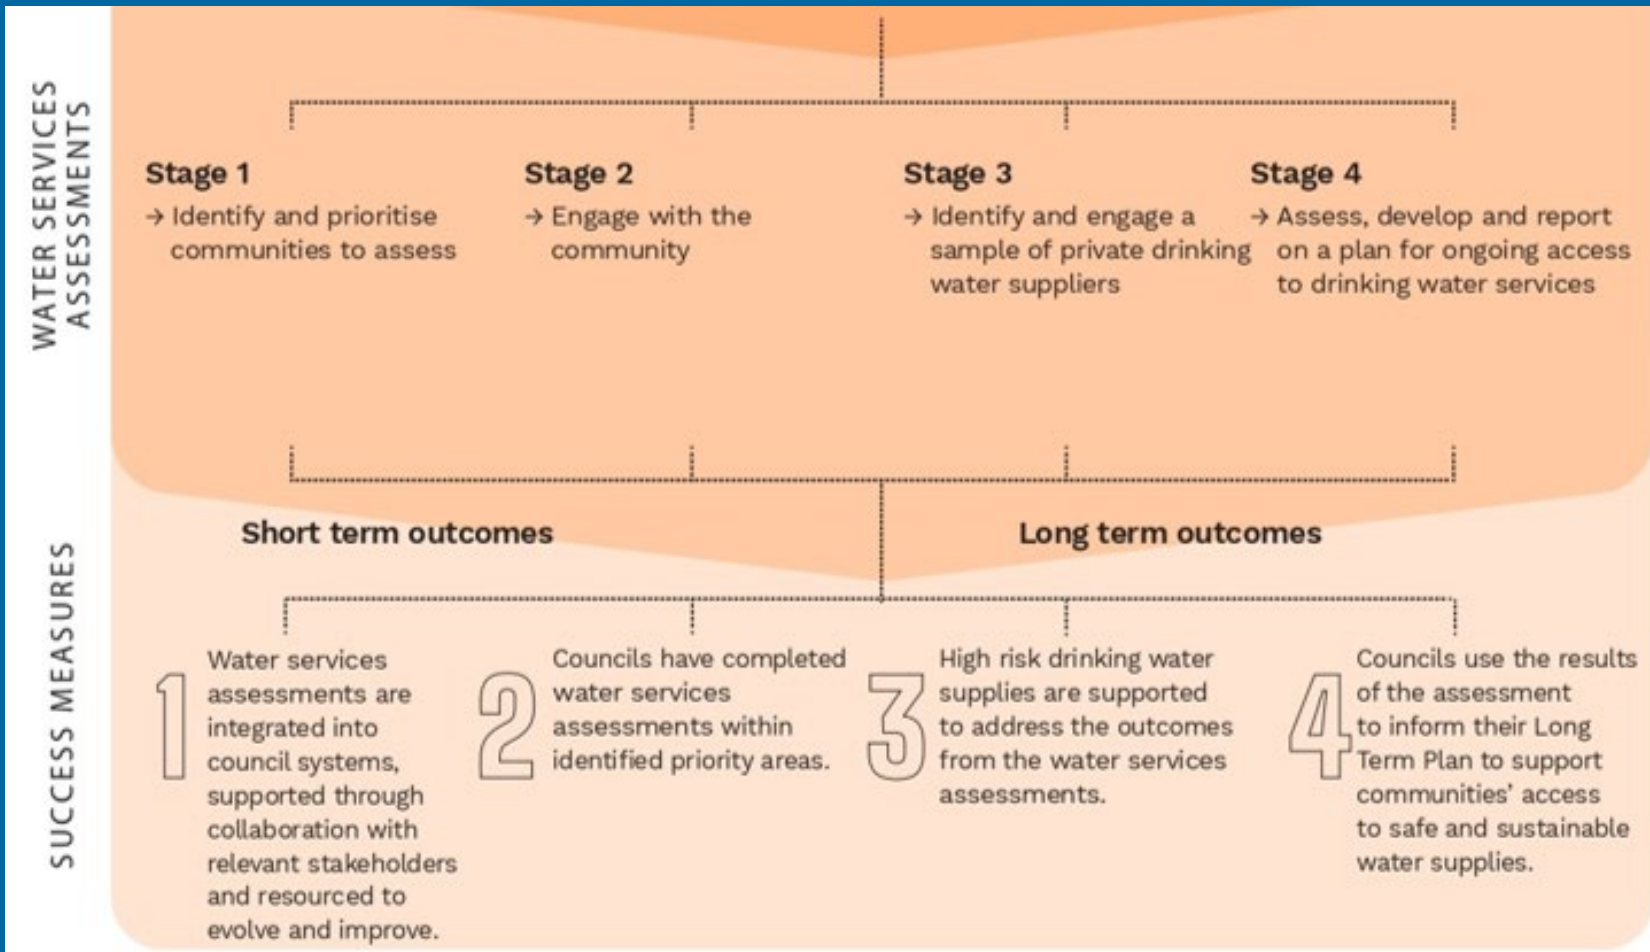 WATER SERVICES
ASSESSMENTS
Stage 1
→ Identify and prioritise
communities to assess
Stage 2
→ Engage with the
community
Stage 3
→ Identify and engage a
sample of private drinking
water suppliers
Stage 4
→ Assess, develop and report
on a plan for ongoing access
to drinking water services
SUCCESS MEASURES
Short term outcomes
Long term outcomes
1
Water services
assessments are
integrated into
council systems,
supported through
collaboration with
relevant stakeholders
and resourced to
evolve and improve.
2
Councils have completed
water services
assessments within
identified priority areas.
3
High risk drinking water
supplies are supported
to address the outcomes
from the water services
assessments.
4
Councils use the results
of the assessment
to inform their Long
Term Plan to support
communities’ access
to safe and sustainable
water supplies.